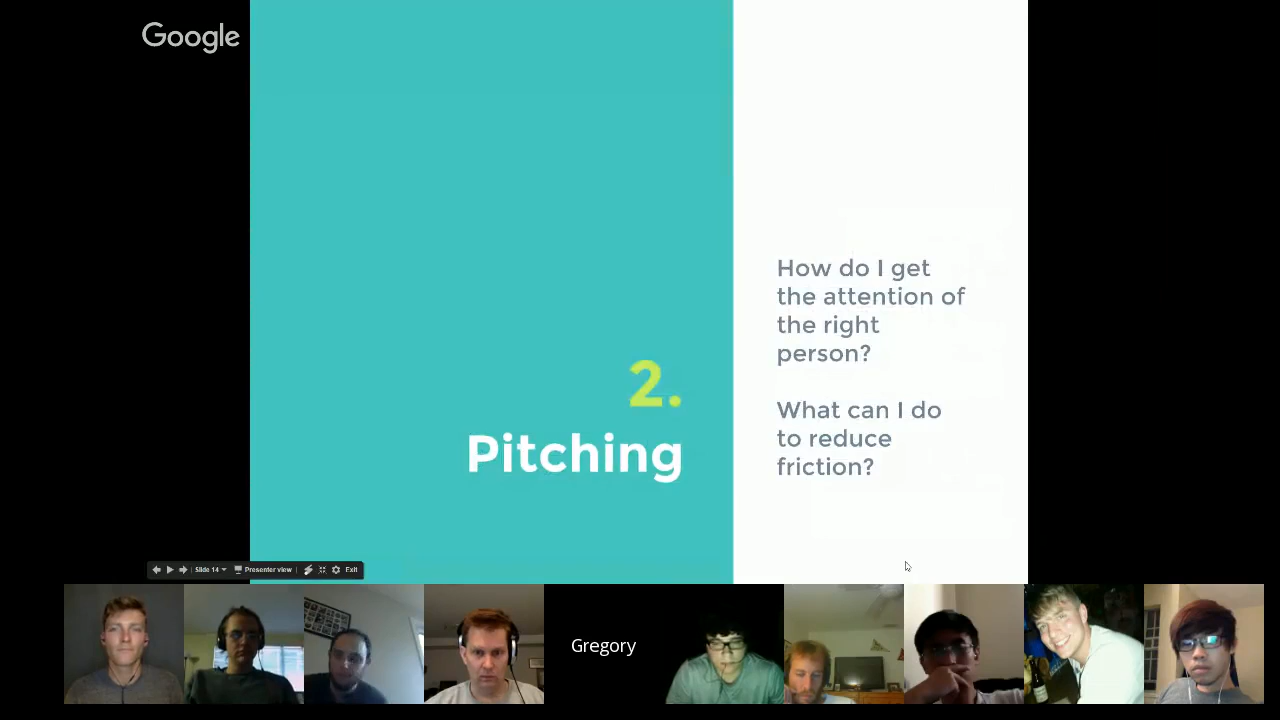 Google
How do I get
the attention of
the right
person?
What can I do
to reduce
friction?
2.
Pitching
Slide 14
Presenter view
Exit
Gregory